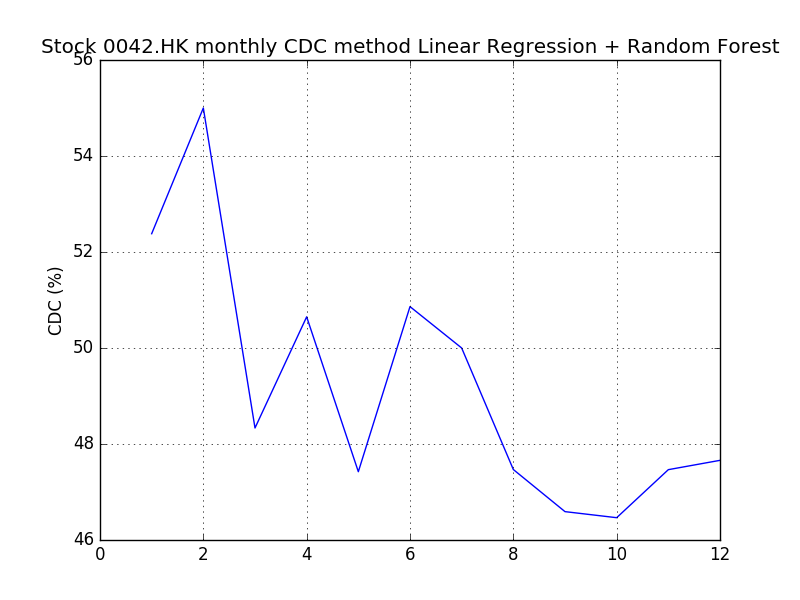 Stock 0042.HK monthly CDC method Linear Regression + Random Forest
56
54
52
50
48
46
CDC (%)
0 2 4 6 8 10 12